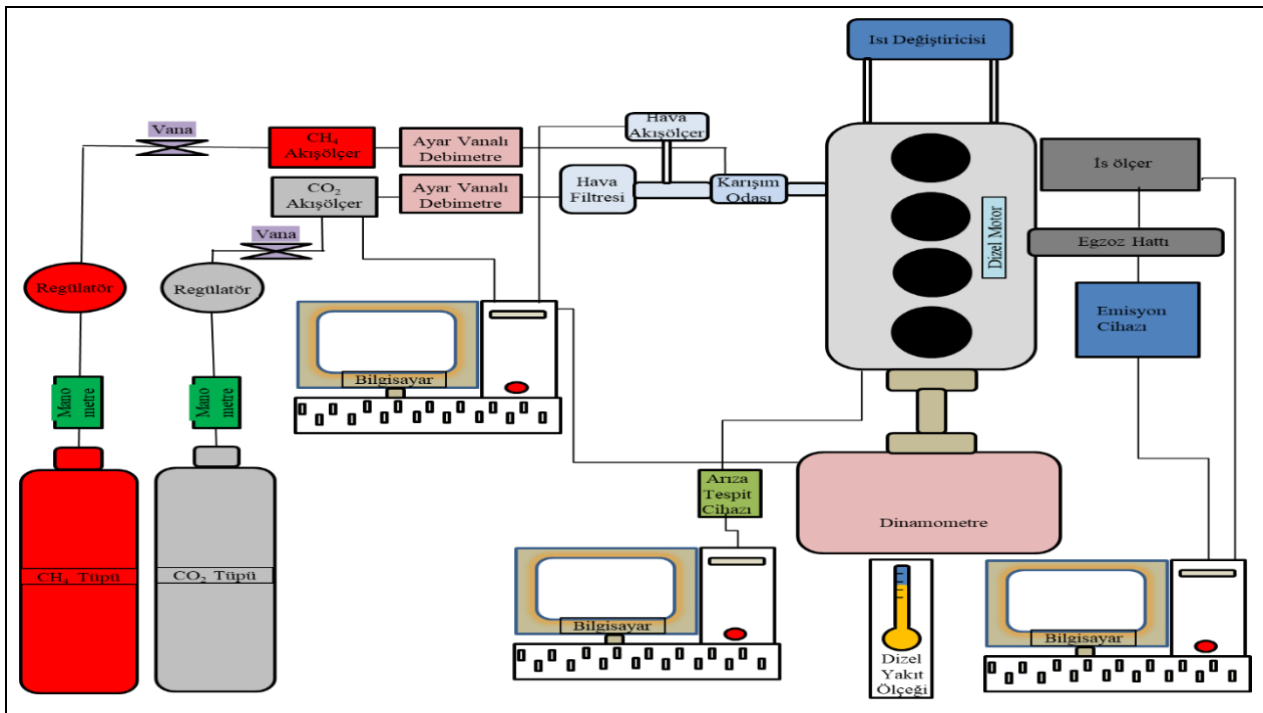 Isı Değiştiricisi
Vana
CH₄
Akışölçer
Ayar Vanalı
Debimetre
Hava
Akışölçer
CO₂
Akışölçer
Ayar Vanalı
Debimetre
Hava
Filtresi
Karışım
Odası
İs ölçer
Vana
Dizel Motor
Egzoz Hattı
Regülatör
Regülatör
Emisyon
Cihazı
Bilgisayar
Mano
metre
Mano
metre
Arıza
Tespit
Cihazı
Dinamometre
CH₄ Tüpü
CO₂ Tüpü
Bilgisayar
Dizel
Yakıt
Ölçeği
Bilgisayar